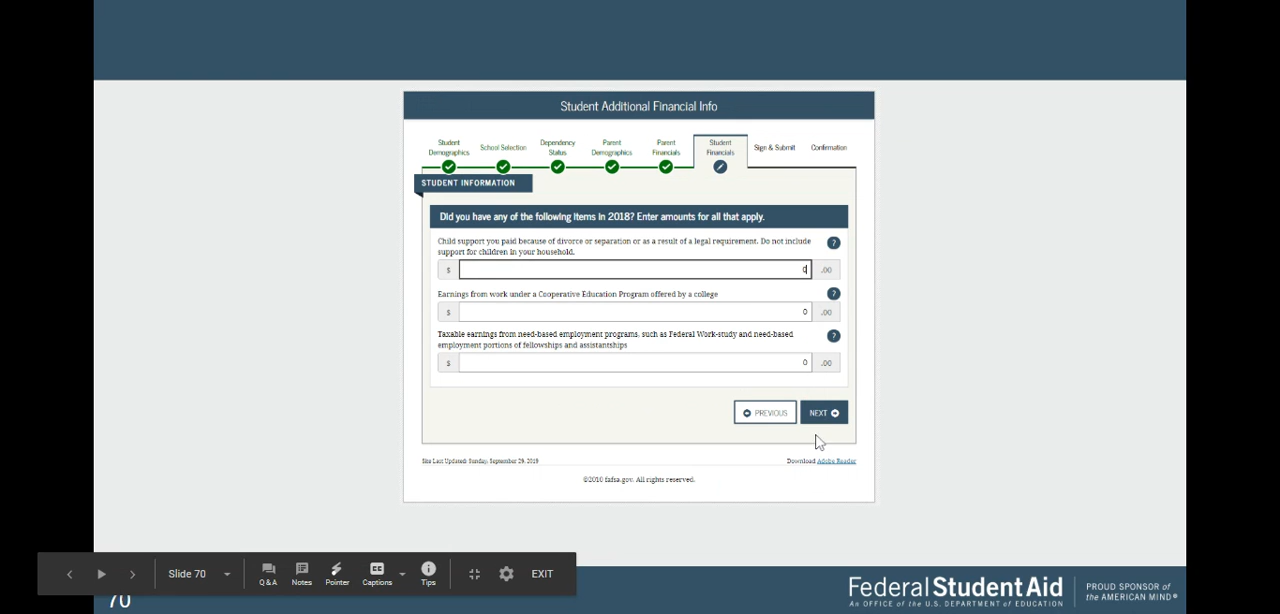 Student Additional Financial Info
Student Demographics
School Selection
Dependency Status
Parent Demographics
Parent Financials
Student Financials
Sign & Submit
Confirmation
STUDENT INFORMATION
Did you have any of the following items in 2018? Enter amounts for all that apply.
Child support you paid because of divorce or separation or as a result of a legal requirement. Do not include
support for children in your household.
?
$ 0 .00
Earnings from work under a Cooperative Education Program offered by a college
?
$ 0 .00
Taxable earnings from need-based employment programs, such as Federal Work-study and need-based
employment portions of fellowships and assistantships
?
$ 0 .00
PREVIOUS NEXT
Site Last Updated: Sunday, September 29, 2019
Download Adobe Reader
©2010 fafsa.gov. All rights reserved.
Slide 70
Q&A
Notes
Pointer
CC
Captions
Tips
EXIT
70
Federal Student Aid
An OFFICE of the U.S. DEPARTMENT of EDUCATION
PROUD SPONSOR of
the AMERICAN MIND®